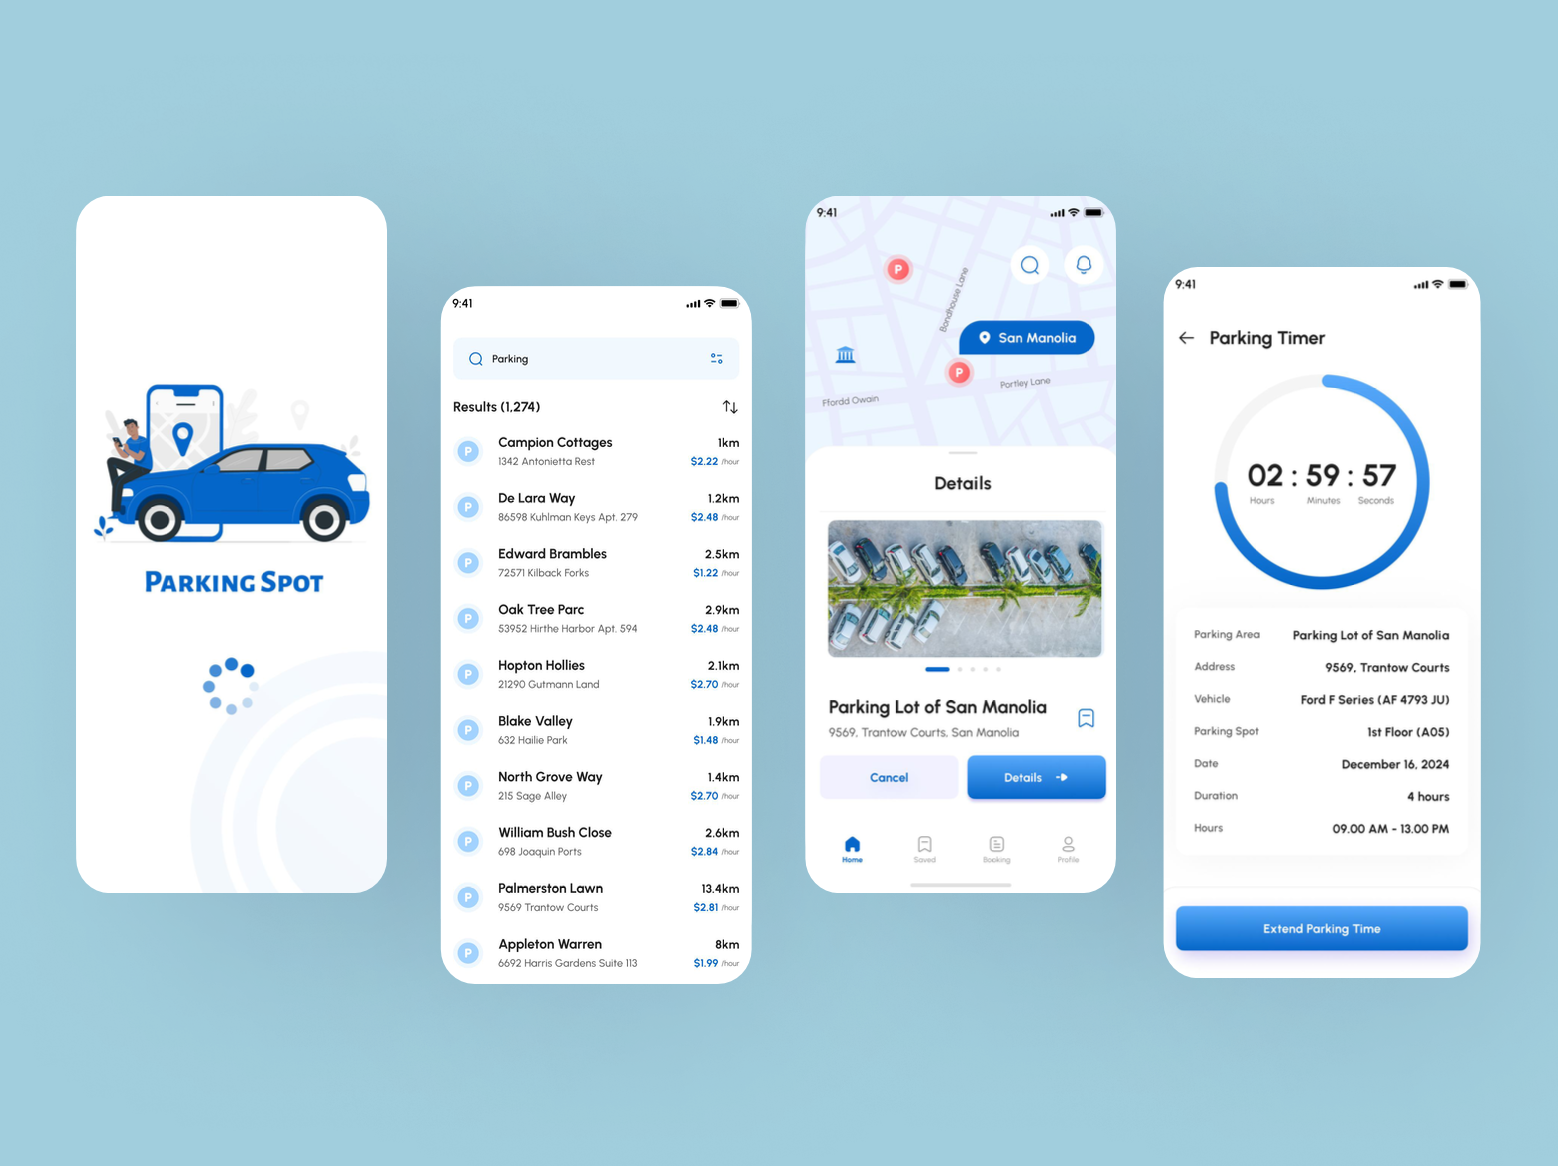 PARKING SPOT
9:41
Parking
Results (1,274)
Campion Cottages 1km
1342 Antonietta Rest $2.22 /hour
De Lara Way 1.2km
86598 Kuhlman Keys Apt. 279 $2.48 /hour
Edward Brambles 2.5km
72571 Kilback Forks $1.22 /hour
Oak Tree Parc 2.9km
53952 Hirthe Harbor Apt. 594 $2.48 /hour
Hopton Hollies 2.1km
21290 Gutmann Land $2.70 /hour
Blake Valley 1.9km
632 Hailie Park $1.48 /hour
North Grove Way 1.4km
215 Sage Alley $2.70 /hour
William Bush Close 2.6km
698 Joaquin Ports $2.84 /hour
Palmerston Lawn 13.4km
9569 Trantow Courts $2.81 /hour
Appleton Warren 8km
6692 Harris Gardens Suite 113 $1.99 /hour
P
P
P
P
P
P
P
P
P
P
9:41
P
Bondhouse Lane
San Manolia
P
Portley Lane
Ffordd Owain
Details
Parking Lot of San Manolia
9569, Trantow Courts, San Manolia
Cancel Details
Home Saved Booking Profile
9:41
Parking Timer
02 : 59 : 57
Hours Minutes Seconds
Parking Area Parking Lot of San Manolia
Address 9569, Trantow Courts
Vehicle Ford F Series (AF 4793 JU)
Parking Spot 1st Floor (A05)
Date December 16, 2024
Duration 4 hours
Hours 09.00 AM - 13.00 PM
Extend Parking Time